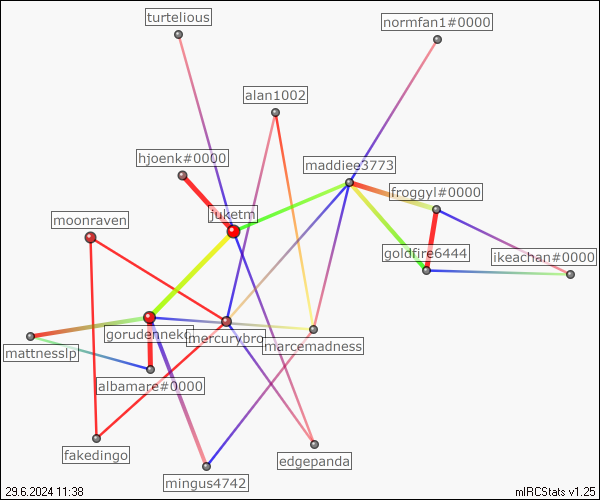 turtelious
normfan1#0000
alan1002
hjoenk#0000
maddiee3773
froggyl#0000
juketm
moonraven
goldfire6444
ikeachan#0000
gorudennekc
mercurybro
marcemadness
mattnesslp
albamare#0000
fakedingo
edgepanda
mingus4742
29.6.2024 11:38
mIRCStats v1.25